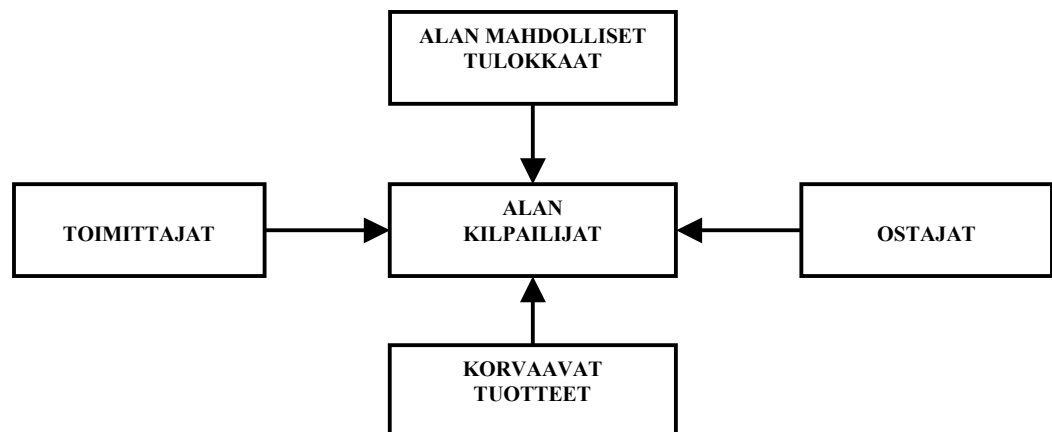 ALAN MAHDOLLISET
TULOKKAAT
TOIMITTAJAT
ALAN
KILPAILIJAT
OSTAJAT
KORVAAVAT
TUOTTEET